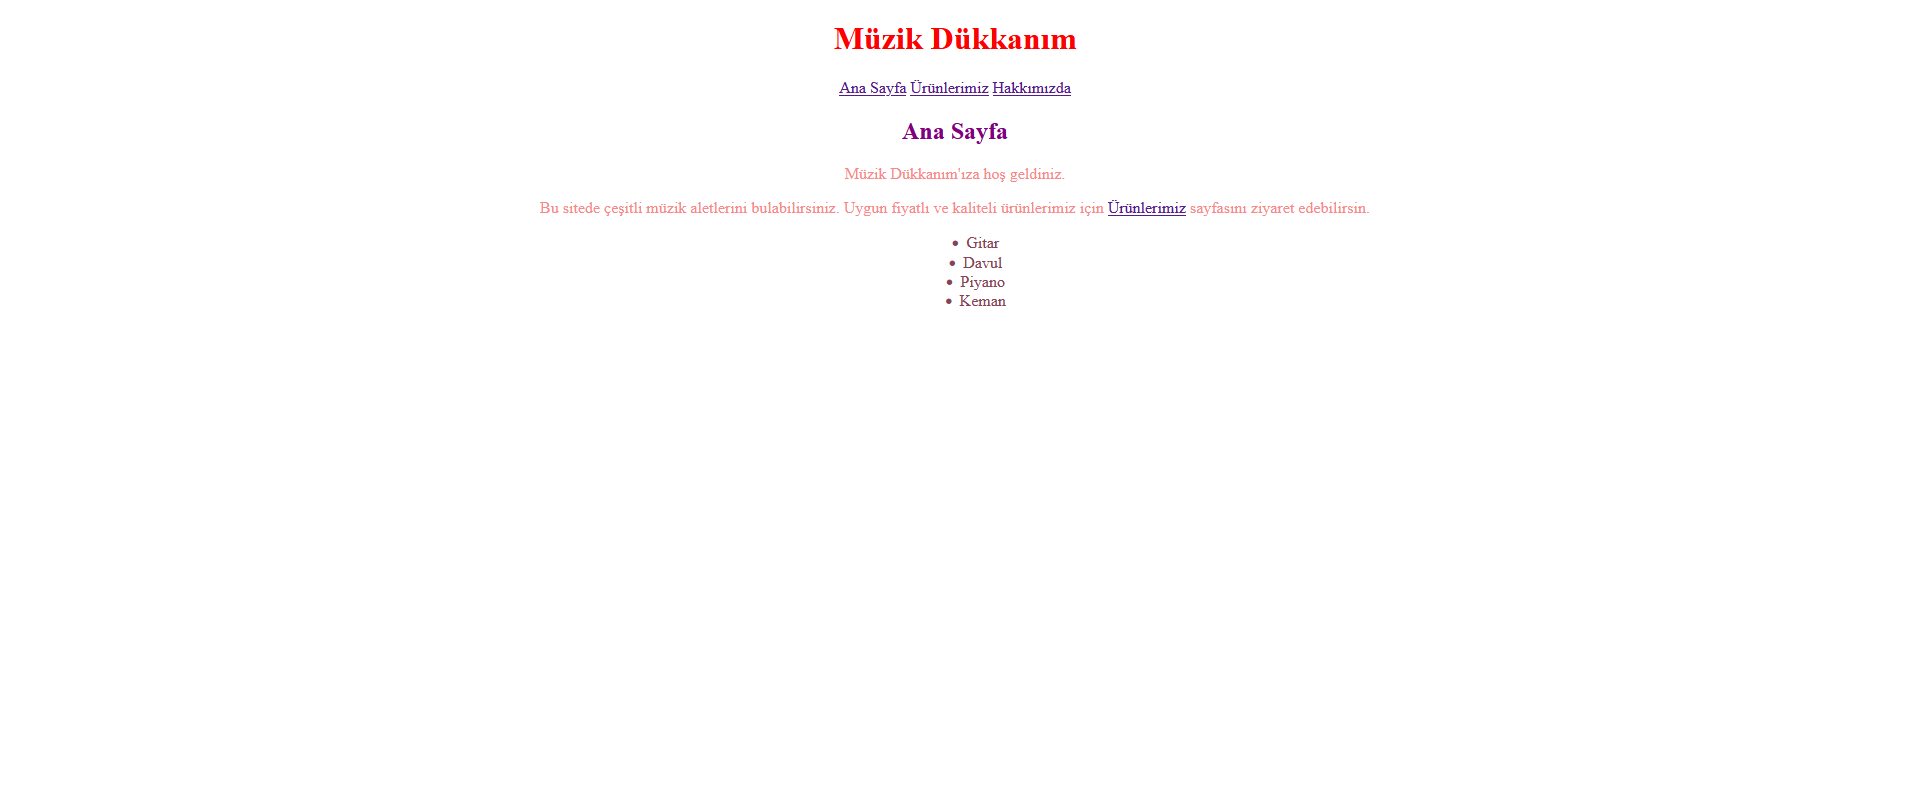 Müzik Dükkanım
Ana Sayfa Ürünlerimiz Hakkımızda
Ana Sayfa
Müzik Dükkanım'ıza hoş geldiniz.
Bu sitede çeşitli müzik aletlerini bulabilirsiniz. Uygun fiyatlı ve kaliteli ürünlerimiz için Ürünlerimiz sayfasını ziyaret edebilirsin.
• Gitar
• Davul
• Piyano
• Keman